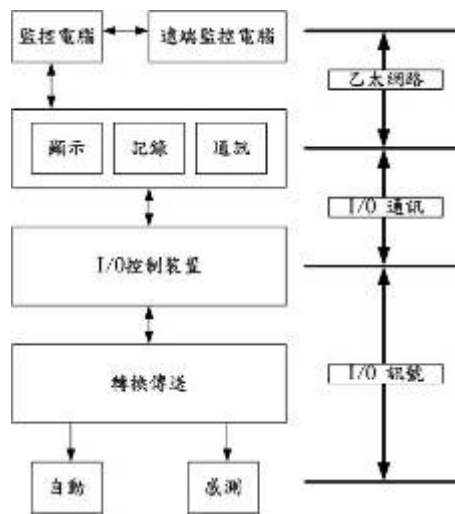 監控電腦
遠端監控電腦
乙太網路
顯示
記錄
通訊
I/O 通訊
I/O控制裝置
I/O 訊號
轉換傳送
自動
感測